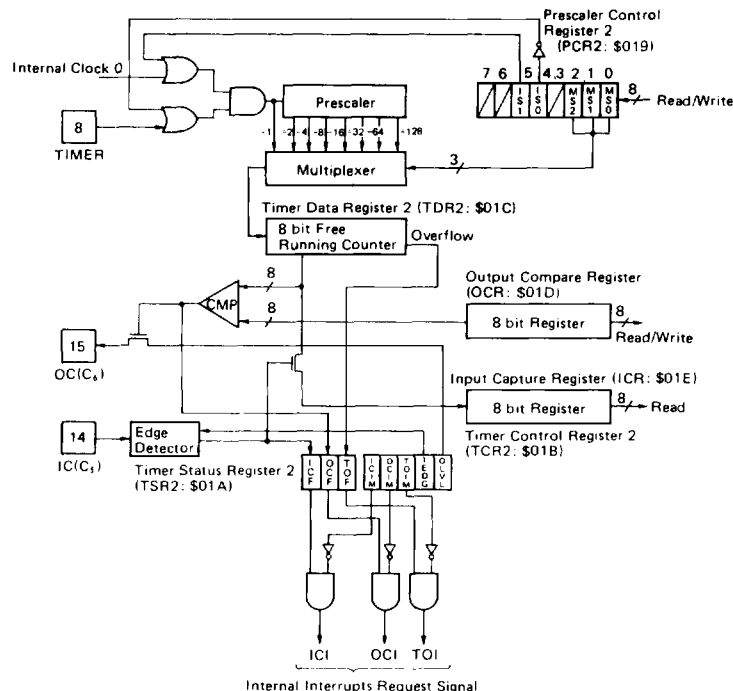 Prescaler Control
Register 2
(PCR2: $019)
7 6 5 4 3 2 1 0
Internal Clock 0
IS1
IS0
MS2
MS1
MS0
8
Read/Write
Prescaler
8
TIMER
÷1 ÷2 ÷4 ÷8 ÷16 ÷32 ÷64 ÷128
Multiplexer
3
Timer Data Register 2 (TDR2: $01C)
8 bit Free
Running Counter
Overflow
8
CMP
8
Output Compare Register
(OCR: $01D)
8 bit Register
8
Read/Write
15
OC(C₆)
Input Capture Register (ICR: $01E)
8 bit Register
8
Read
14
IC(C₅)
Edge
Detector
Timer Control Register 2
(TCR2: $01B)
Timer Status Register 2
(TSR2: $01A)
ICF
OCF
TOF
ICIM
OCIM
TOIM
IEDG
OLVL
ICI OCI TOI
Internal Interrupts Request Signal